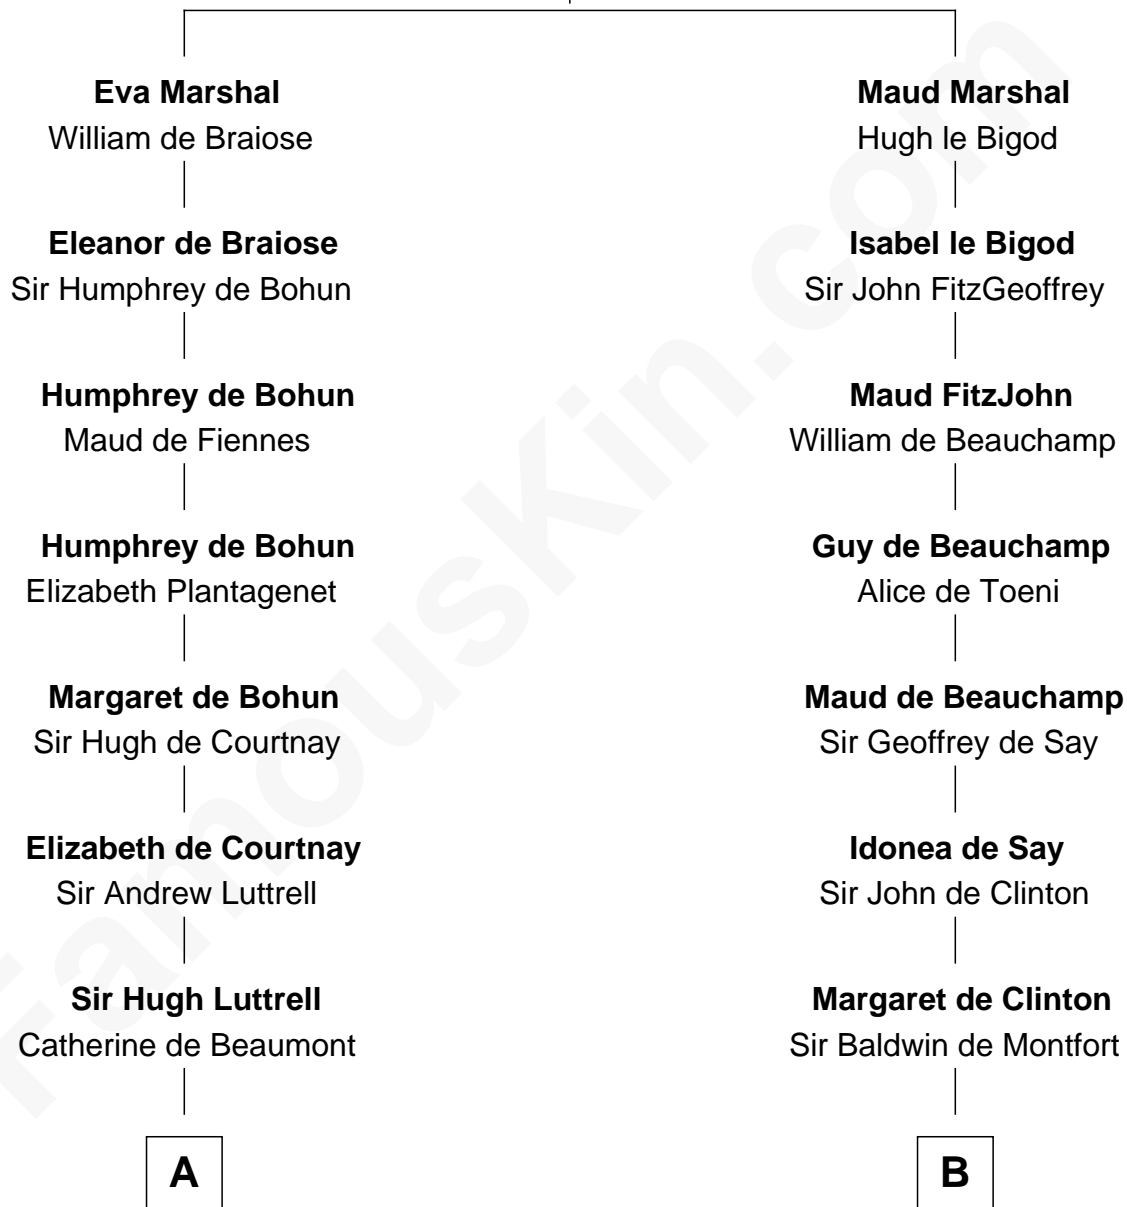 Eva Marshal
William de Braiose
Eleanor de Braiose
Sir Humphrey de Bohun
Humphrey de Bohun
Maud de Fiennes
Humphrey de Bohun
Elizabeth Plantagenet
Margaret de Bohun
Sir Hugh de Courtnay
Elizabeth de Courtnay
Sir Andrew Luttrell
Sir Hugh Luttrell
Catherine de Beaumont
A
Maud Marshal
Hugh le Bigod
Isabel le Bigod
Sir John FitzGeoffrey
Maud FitzJohn
William de Beauchamp
Guy de Beauchamp
Alice de Toeni
Maud de Beauchamp
Sir Geoffrey de Say
Idonea de Say
Sir John de Clinton
Margaret de Clinton
Sir Baldwin de Montfort
B
FamousKin.com